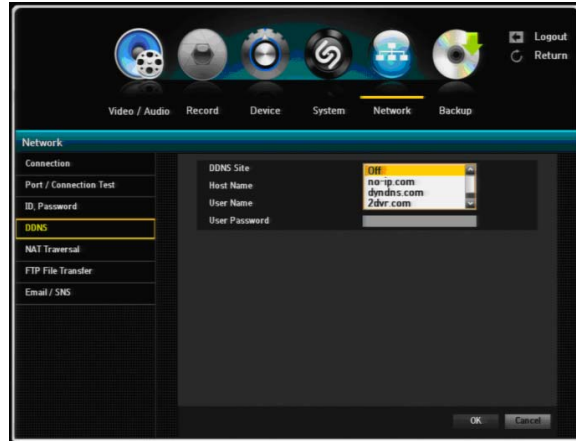 Logout
Return
Video / Audio Record Device System Network Backup
Network
Connection
Port / Connection Test
ID, Password
DDNS
NAT Traversal
FTP File Transfer
Email / SNS
DDNS Site
Off
no-ip.com
dyndns.com
2dvr.com
Host Name
User Name
User Password
OK Cancel